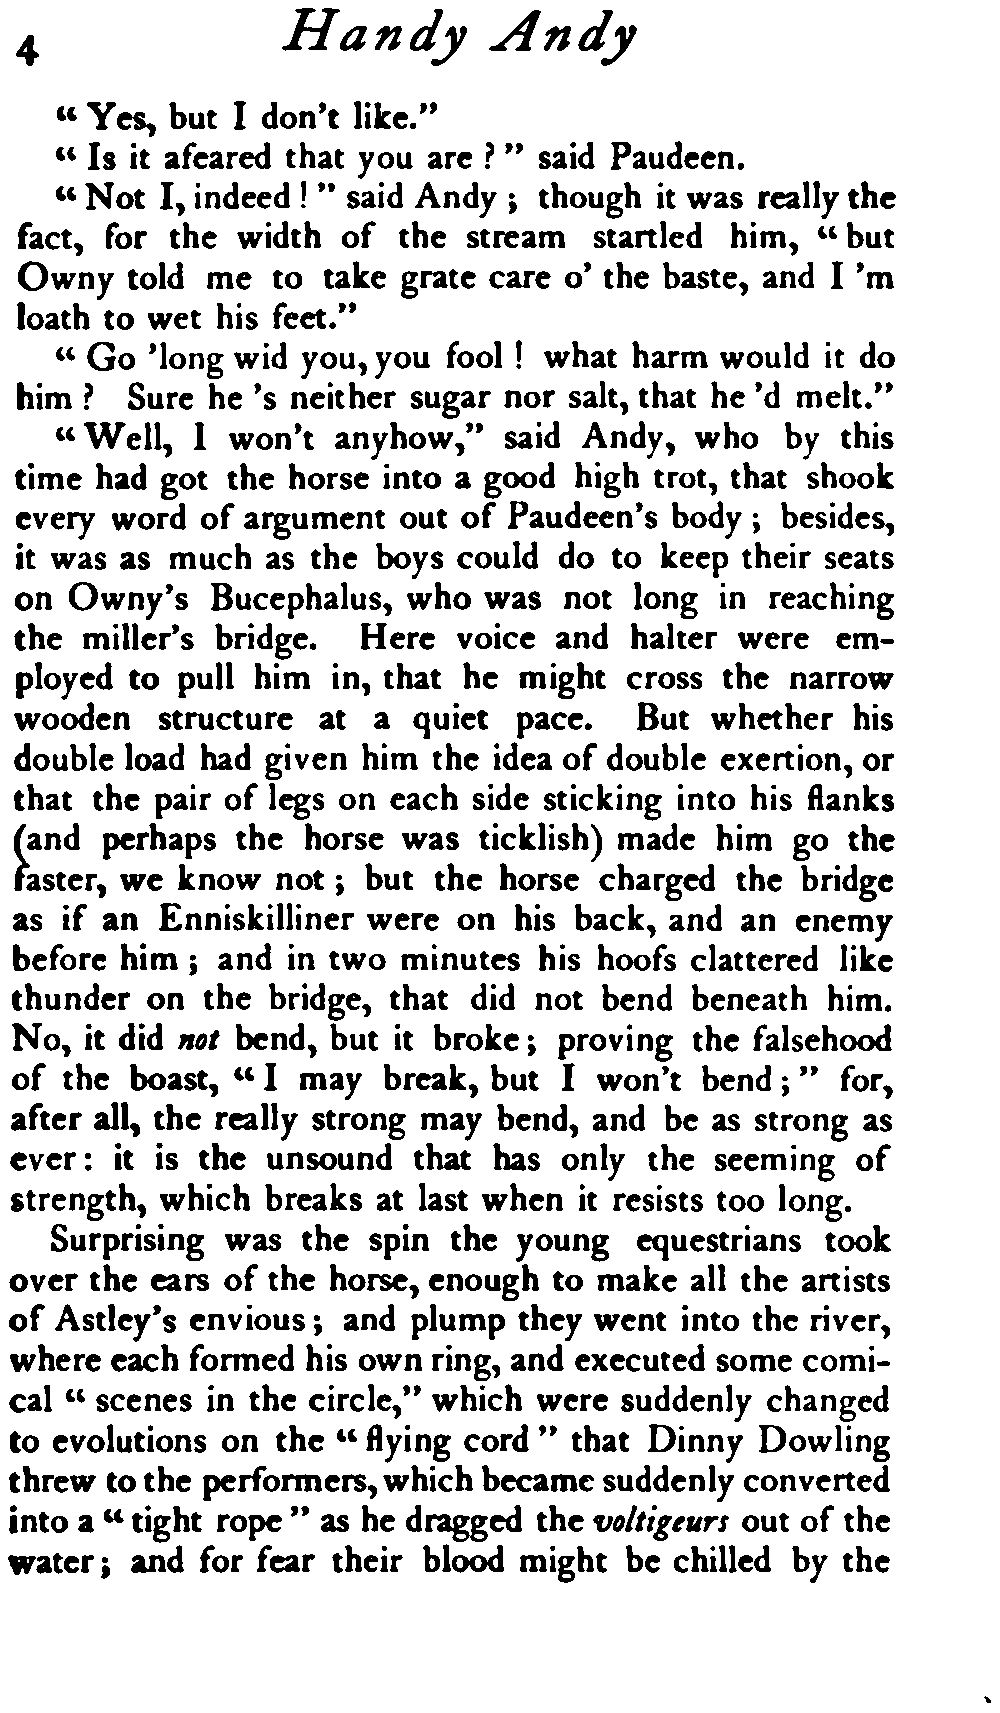 4 Handy Andy
“ Yes, but I don't like.”
“ Is it afeared that you are ? ” said Paudeen.
“ Not I, indeed ! ” said Andy ; though it was really the
fact, for the width of the stream startled him, “ but
Owny told me to take grate care o' the baste, and I 'm
loath to wet his feet.”
“ Go 'long wid you, you fool ! what harm would it do
him ? Sure he 's neither sugar nor salt, that he 'd melt.”
“ Well, I won't anyhow,” said Andy, who by this
time had got the horse into a good high trot, that shook
every word of argument out of Paudeen's body ; besides,
it was as much as the boys could do to keep their seats
on Owny's Bucephalus, who was not long in reaching
the miller's bridge. Here voice and halter were em-
ployed to pull him in, that he might cross the narrow
wooden structure at a quiet pace. But whether his
double load had given him the idea of double exertion, or
that the pair of legs on each side sticking into his flanks
(and perhaps the horse was ticklish) made him go the
faster, we know not ; but the horse charged the bridge
as if an Enniskilliner were on his back, and an enemy
before him ; and in two minutes his hoofs clattered like
thunder on the bridge, that did not bend beneath him.
No, it did not bend, but it broke ; proving the falsehood
of the boast, “ I may break, but I won't bend ; ” for,
after all, the really strong may bend, and be as strong as
ever : it is the unsound that has only the seeming of
strength, which breaks at last when it resists too long.
Surprising was the spin the young equestrians took
over the ears of the horse, enough to make all the artists
of Astley's envious ; and plump they went into the river,
where each formed his own ring, and executed some comi-
cal “ scenes in the circle,” which were suddenly changed
to evolutions on the “ flying cord ” that Dinny Dowling
threw to the performers, which became suddenly converted
into a “ tight rope ” as he dragged the voltigeurs out of the
water ; and for fear their blood might be chilled by the